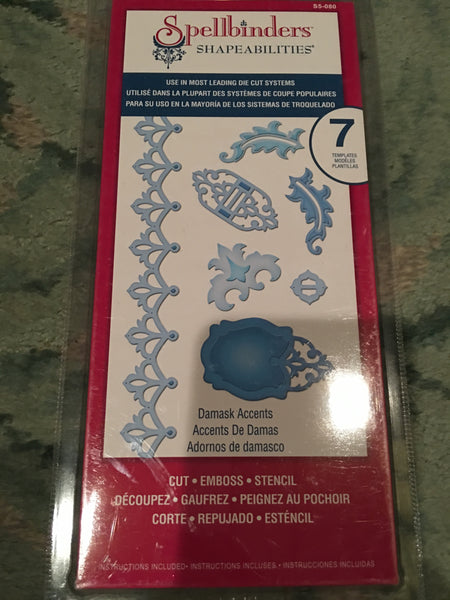 S5-080
Spellbinders™
SHAPEABILITIES®
USE IN MOST LEADING DIE CUT SYSTEMS
UTILISÉ DANS LA PLUPART DES SYSTÈMES DE COUPE POPULAIRES
PARA SU USO EN LA MAYORÍA DE LOS SISTEMAS DE TROQUELADO
7
TEMPLATES
MODÈLES
PLANTILLAS
Damask Accents
Accents De Damas
Adornos de damasco
CUT • EMBOSS • STENCIL
DÉCOUPEZ • GAUFREZ • PEIGNEZ AU POCHOIR
CORTE • REPUJADO • ESTÉNCIL
INSTRUCTIONS INCLUDED • INSTRUCTIONS INCLUSES • INSTRUCCIONES INCLUIDAS